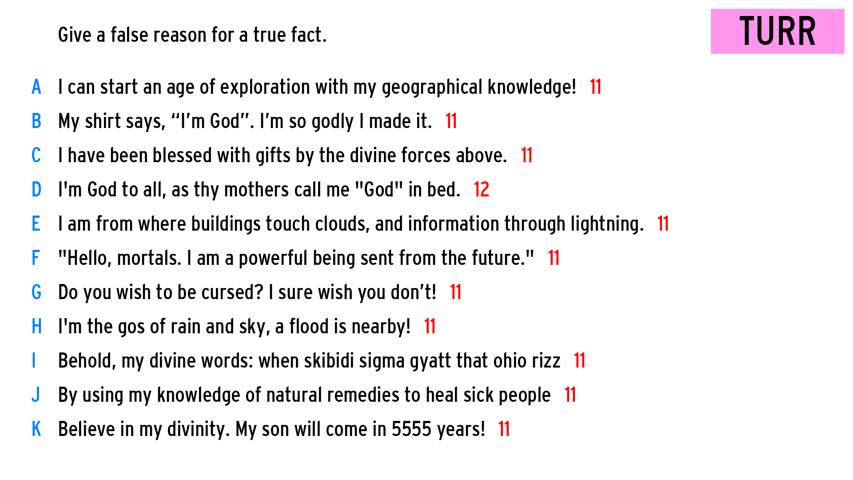 Give a false reason for a true fact.
TURR
A I can start an age of exploration with my geographical knowledge! 11
B My shirt says, “I’m God”. I’m so godly I made it. 11
C I have been blessed with gifts by the divine forces above. 11
D I'm God to all, as thy mothers call me "God" in bed. 12
E I am from where buildings touch clouds, and information through lightning. 11
F "Hello, mortals. I am a powerful being sent from the future." 11
G Do you wish to be cursed? I sure wish you don’t! 11
H I'm the gos of rain and sky, a flood is nearby! 11
I Behold, my divine words: when skibidi sigma gyatt that ohio rizz 11
J By using my knowledge of natural remedies to heal sick people 11
K Believe in my divinity. My son will come in 5555 years! 11